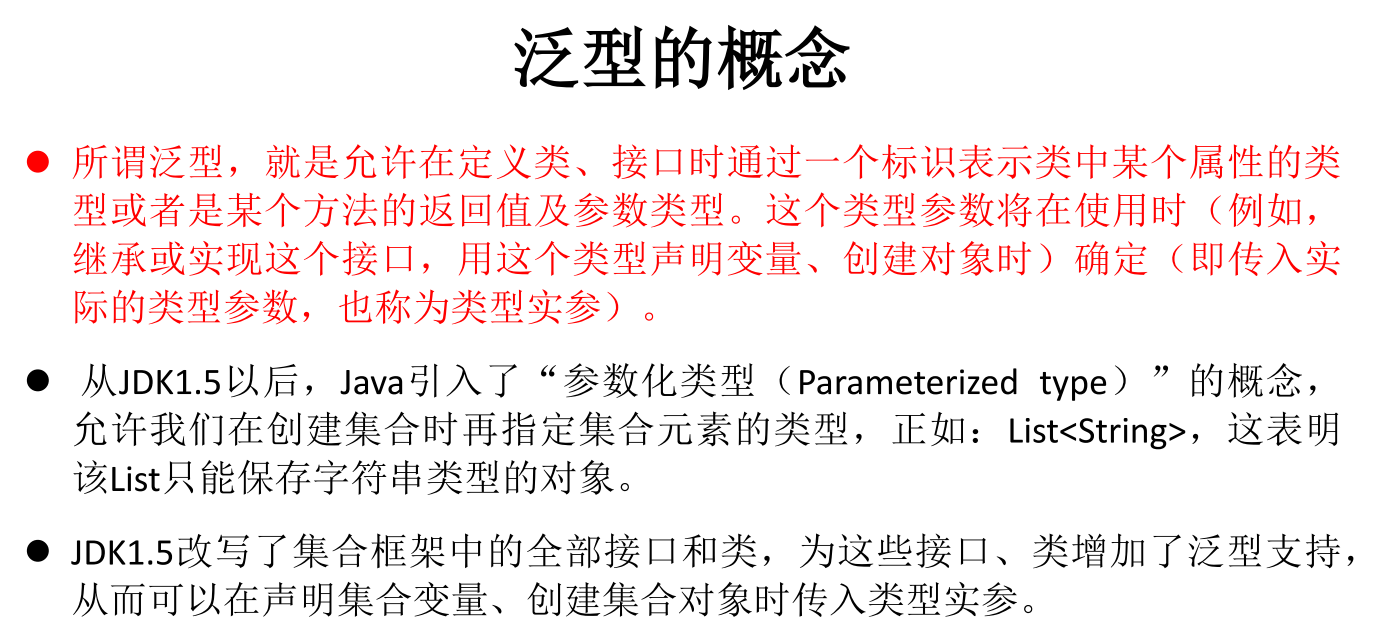 泛型的概念
● 所谓泛型，就是允许在定义类、接口时通过一个标识表示类中某个属性的类
型或者是某个方法的返回值及参数类型。这个类型参数将在使用时（例如，
继承或实现这个接口，用这个类型声明变量、创建对象时）确定（即传入实
际的类型参数，也称为类型实参）。
● 从JDK1.5以后，Java引入了“参数化类型（Parameterized type）”的概念，
允许我们在创建集合时再指定集合元素的类型，正如：List<String>，这表明
该List只能保存字符串类型的对象。
● JDK1.5改写了集合框架中的全部接口和类，为这些接口、类增加了泛型支持，
从而可以在声明集合变量、创建集合对象时传入类型实参。